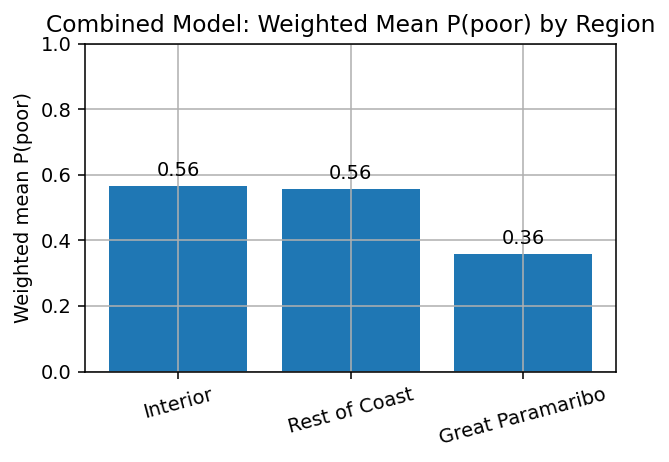 Combined Model: Weighted Mean P(poor) by Region
Weighted mean P(poor)
1.0
0.8
0.6
0.4
0.2
0.0
0.56
0.56
0.36
Interior
Rest of Coast
Great Paramaribo